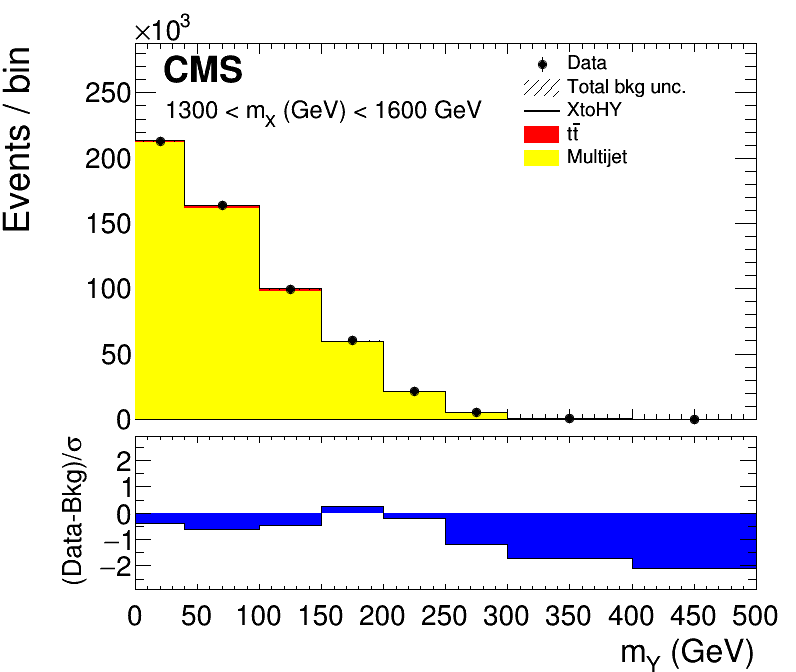 ×10³
Events / bin
250
200
150
100
50
0
CMS
1300 < m_X (GeV) < 1600 GeV
Data
Total bkg unc.
XtoHY
tt̄
Multijet
(Data-Bkg)/σ
2
1
0
−1
−2
0 50 100 150 200 250 300 350 400 450 500
m_Y (GeV)